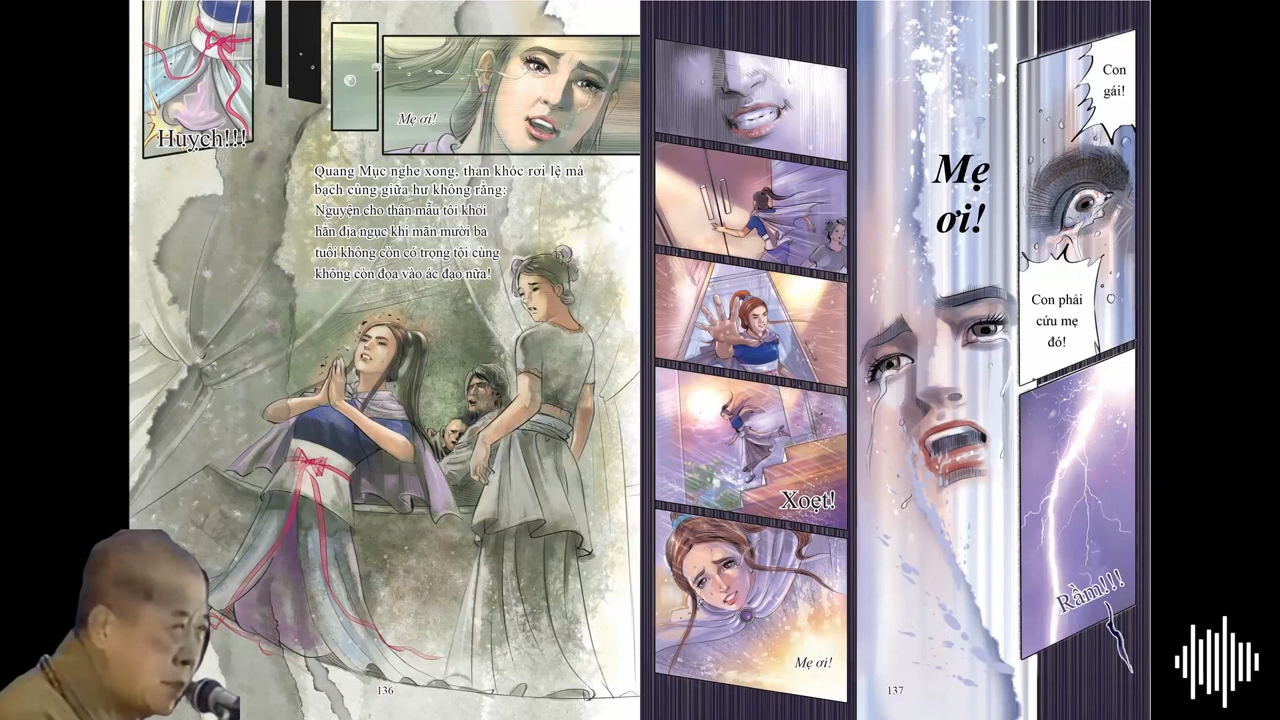 Huỵch!!!
Mẹ ơi!
Quang Mục nghe xong, than khóc rơi lệ mà
bạch cùng giữa hư không rằng:
Nguyện cho thân mẫu tôi khỏi
hẳn địa ngục khi mãn mười ba
tuổi không còn có trọng tội cùng
không còn đọa vào ác đạo nữa!
136
Xoẹt!
Mẹ ơi!
Mẹ
ơi!
Con
gái!
Con phải
cứu mẹ
đó!
Rầm!!!
137